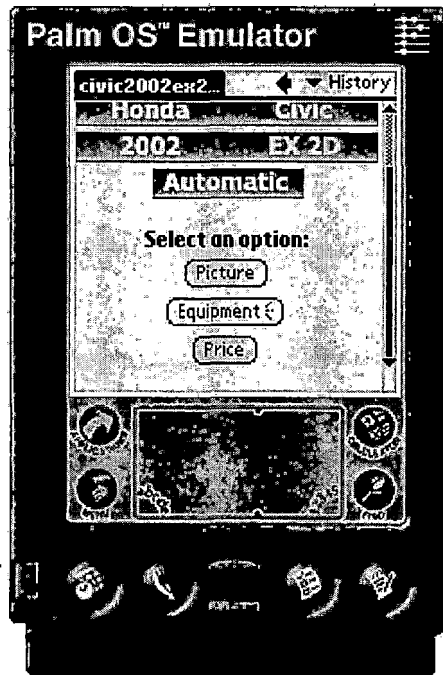 Palm OS™ Emulator
civic2002ex2... History
Honda Civic
2002 EX 2D
Automatic
Select an option:
Picture
Equipment
Price